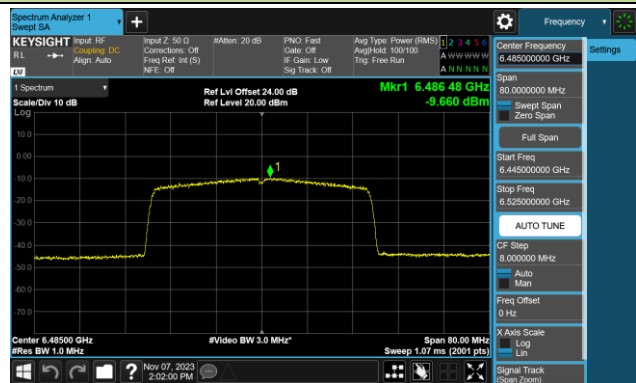 Spectrum Analyzer 1
Swept SA
+
Frequency
KEYSIGHT
Input: RF
Coupling: DC
Align: Auto
Input Z: 50 Ω
Corrections: Off
Freq Ref: Int (S)
NFE: Off
#Atten: 20 dB
PNO: Fast
Gate: Off
IF Gain: Low
Sig Track: Off
Avg Type: Power (RMS)
Avg|Hold: 100/100
Trig: Free Run
1 2 3 4 5 6
A W W W W W
A N N N N N
R L
LXI
1 Spectrum
Scale/Div 10 dB
Log
Ref Lvl Offset 24.00 dB
Ref Level 20.00 dBm
Mkr1 6.486 48 GHz
-9.660 dBm
10.0
0.00
-10.0
-20.0
-30.0
-40.0
-50.0
-60.0
-70.0
1
Center 6.48500 GHz
#Res BW 1.0 MHz
#Video BW 3.0 MHz*
Span 80.00 MHz
Sweep 1.07 ms (2001 pts)
?
Nov 07, 2023
2:02:00 PM
Center Frequency
6.485000000 GHz
Settings
Span
80.0000000 MHz
Swept Span
Zero Span
Full Span
Start Freq
6.445000000 GHz
Stop Freq
6.525000000 GHz
AUTO TUNE
CF Step
8.000000 MHz
Auto
Man
Freq Offset
0 Hz
X Axis Scale
Log
Lin
Signal Track
(Span Zoom)